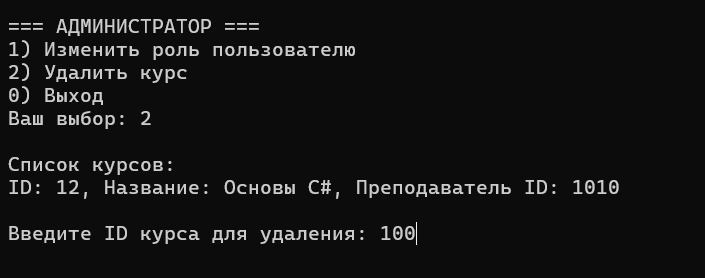 === АДМИНИСТРАТОР ===
1) Изменить роль пользователю
2) Удалить курс
0) Выход
Ваш выбор: 2
Список курсов:
ID: 12, Название: Основы C#, Преподаватель ID: 1010
Введите ID курса для удаления: 100